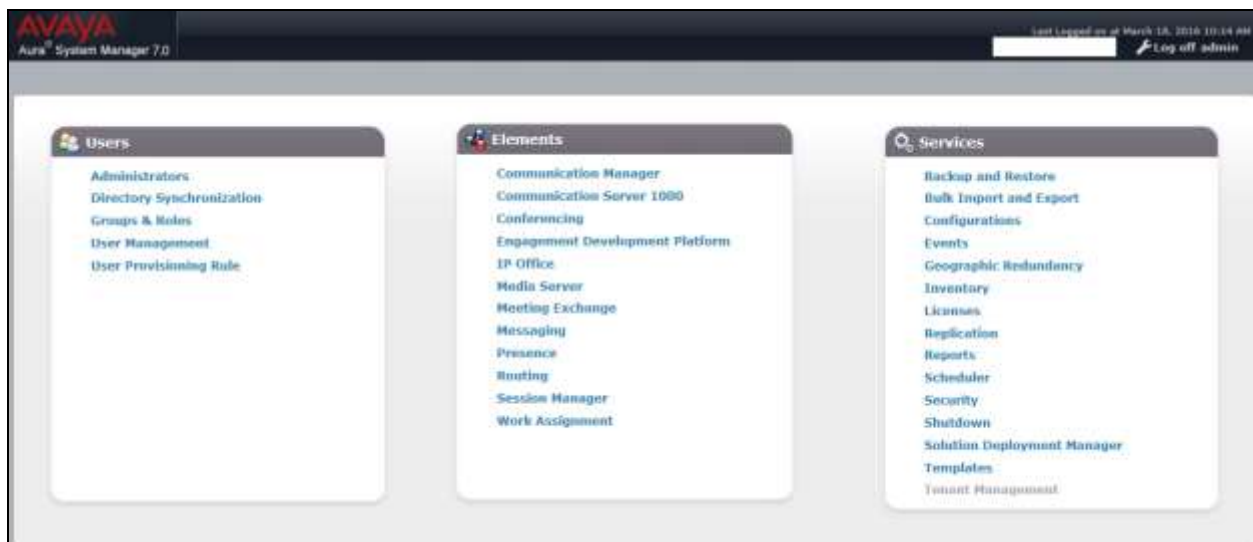 AVAYA
Aura® System Manager 7.0
Last Logged on at March 18, 2016 10:14 AM
Log off admin
Users
Administrators
Directory Synchronization
Groups & Roles
User Management
User Provisioning Rule
Elements
Communication Manager
Communication Server 1000
Conferencing
Engagement Development Platform
IP Office
Media Server
Meeting Exchange
Messaging
Presence
Routing
Session Manager
Work Assignment
Services
Backup and Restore
Bulk Import and Export
Configurations
Events
Geographic Redundancy
Inventory
Licenses
Replication
Reports
Scheduler
Security
Shutdown
Solution Deployment Manager
Templates
Tenant Management